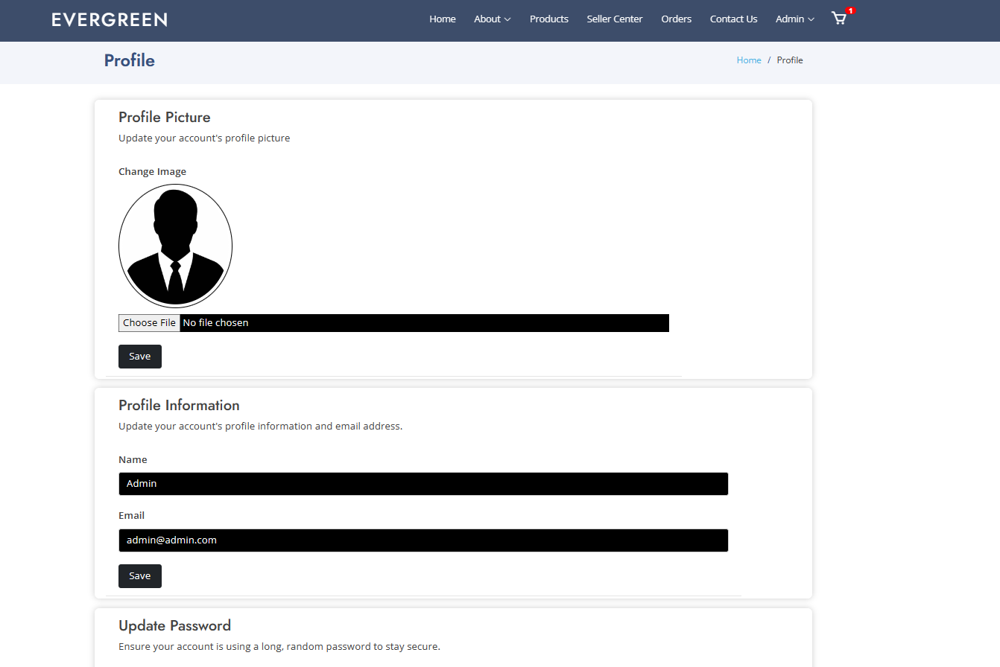 EVERGREEN Home About Products Seller Center Orders Contact Us Admin 1
Profile Home / Profile
Profile Picture
Update your account's profile picture
Change Image
Choose File No file chosen
Save
Profile Information
Update your account's profile information and email address.
Name
Admin
Email
admin@admin.com
Save
Update Password
Ensure your account is using a long, random password to stay secure.